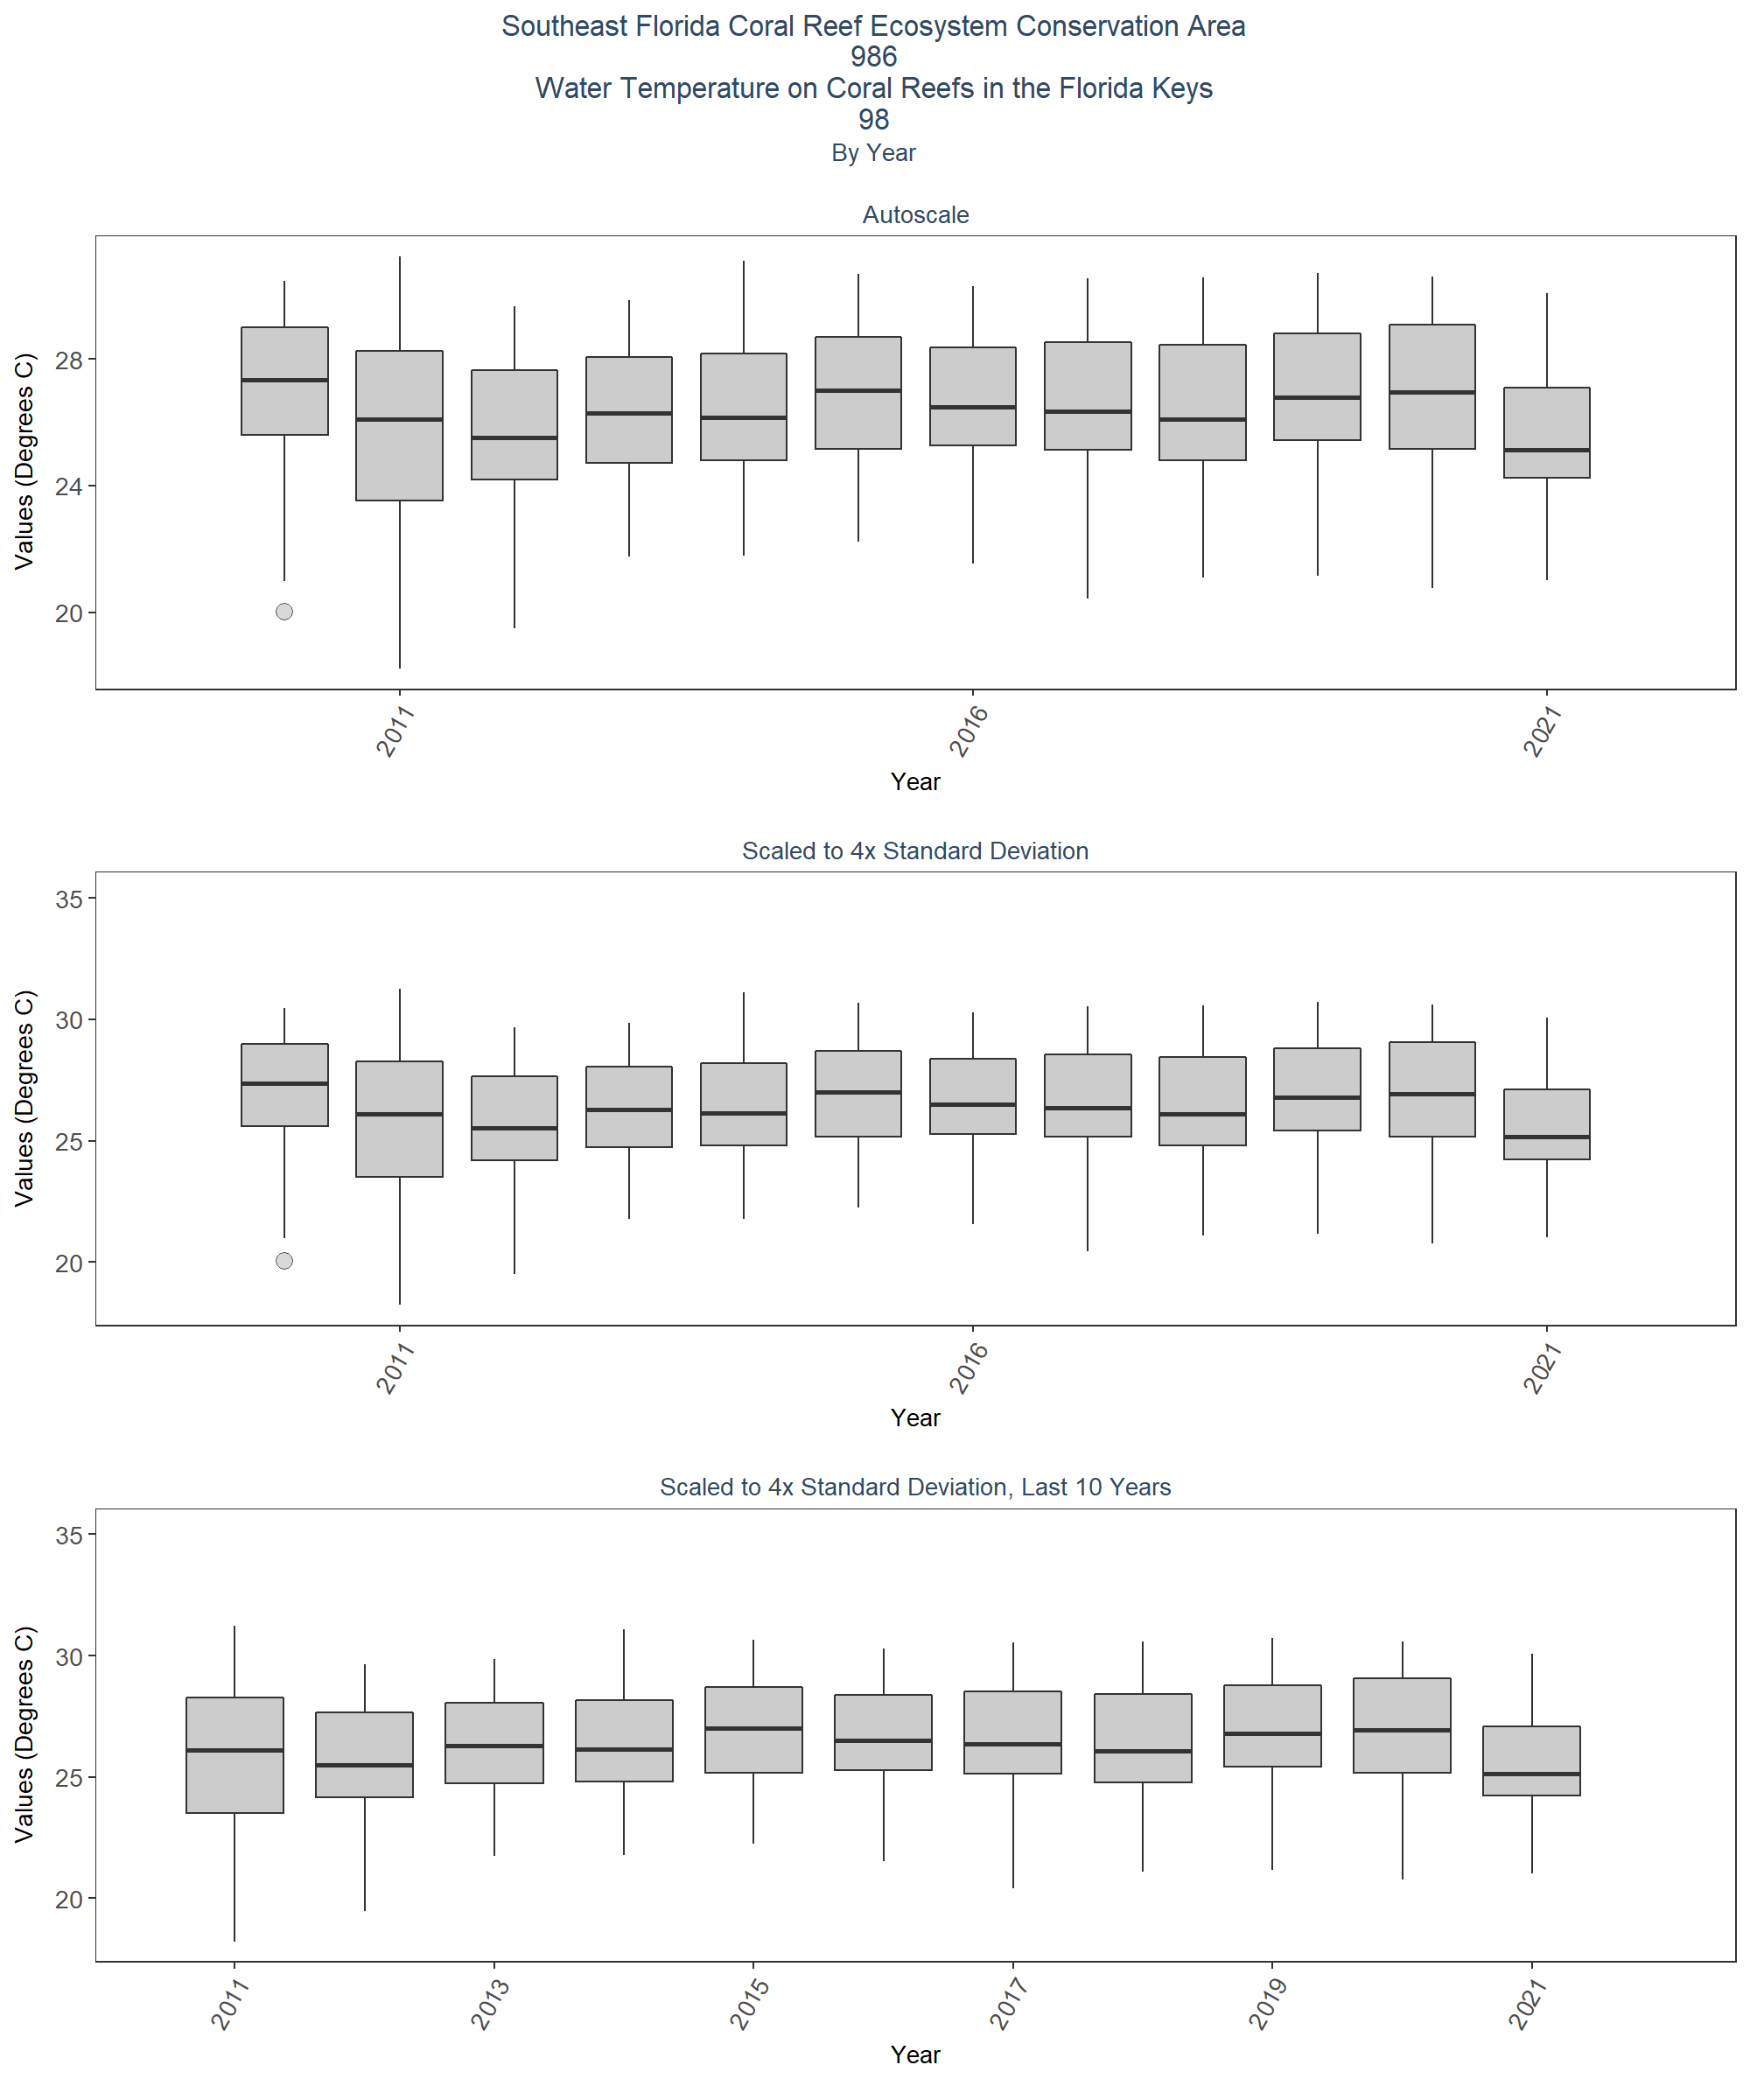 Southeast Florida Coral Reef Ecosystem Conservation Area
986
Water Temperature on Coral Reefs in the Florida Keys
98
By Year
Autoscale
Values (Degrees C)
28
24
20
2011
2016
2021
Year
Scaled to 4x Standard Deviation
Values (Degrees C)
35
30
25
20
2011
2016
2021
Year
Scaled to 4x Standard Deviation, Last 10 Years
Values (Degrees C)
35
30
25
20
2011
2013
2015
2017
2019
2021
Year